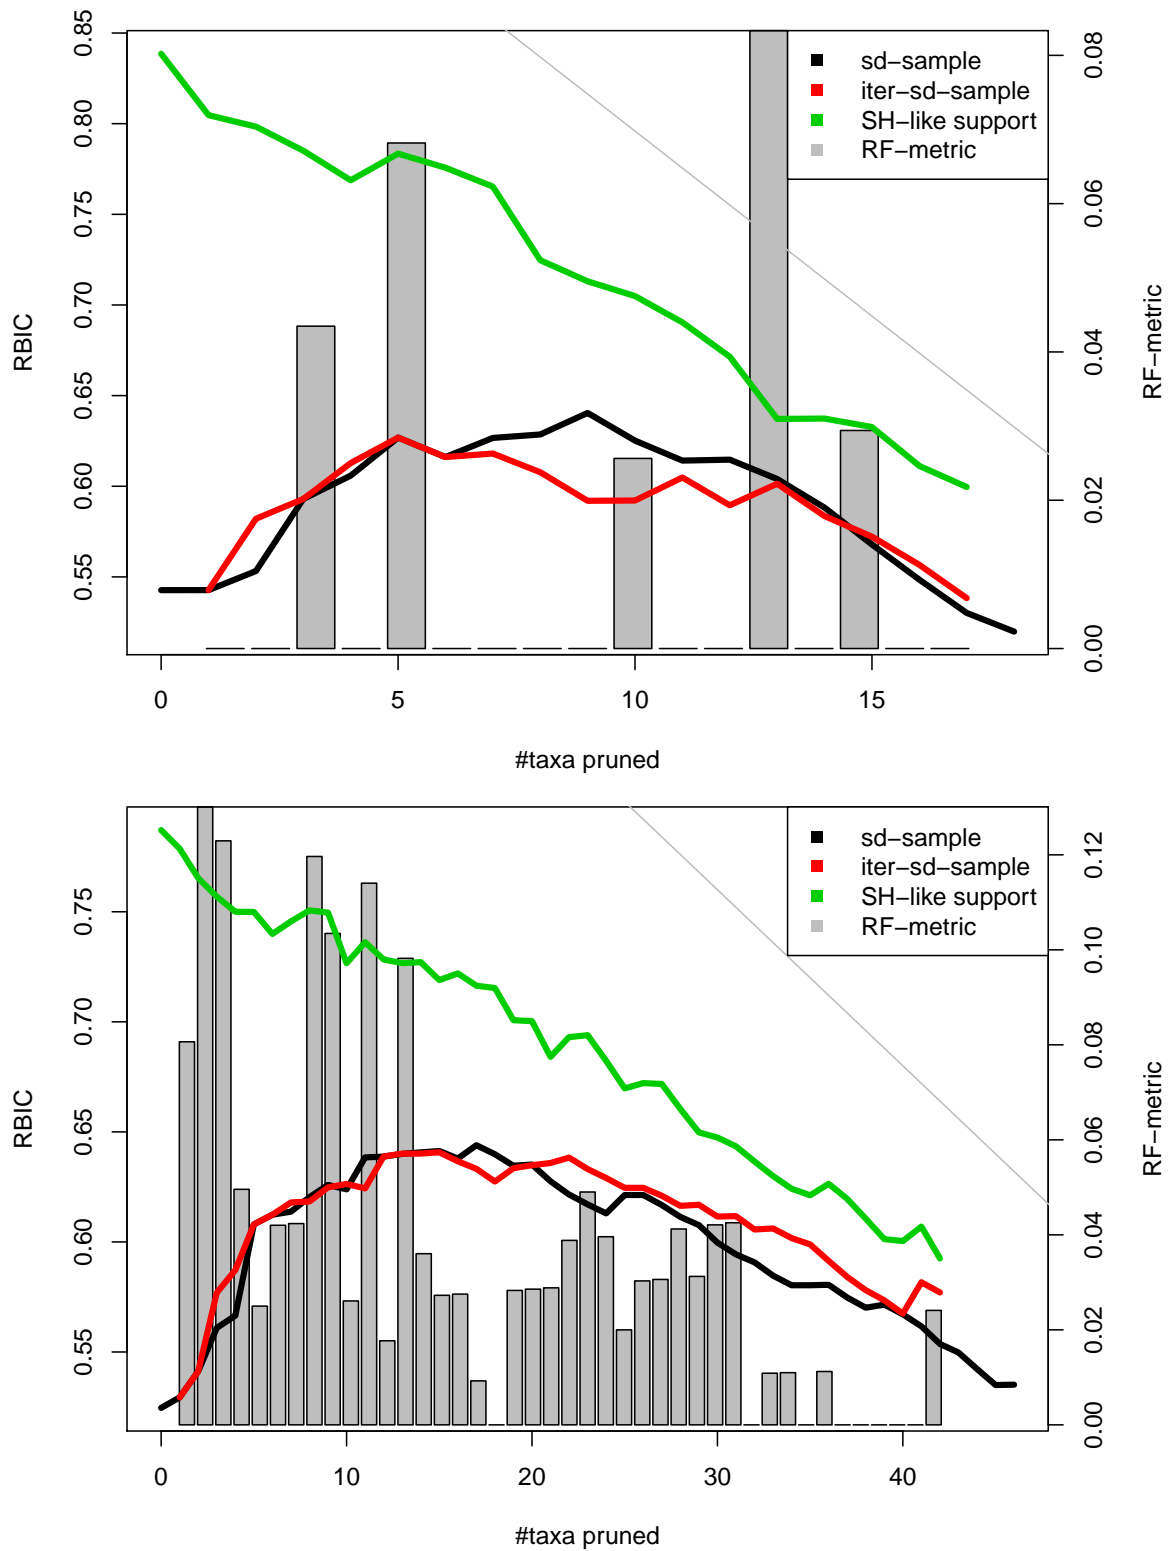 sd−sample
iter−sd−sample
SH−like support
RF−metric
0.55 0.60 0.65 0.70 0.75 0.80 0.85
RBIC
0.00 0.02 0.04 0.06 0.08
RF−metric
0 5 10 15
#taxa pruned
sd−sample
iter−sd−sample
SH−like support
RF−metric
0.55 0.60 0.65 0.70 0.75
RBIC
0.00 0.02 0.04 0.06 0.08 0.10 0.12
RF−metric
0 10 20 30 40
#taxa pruned